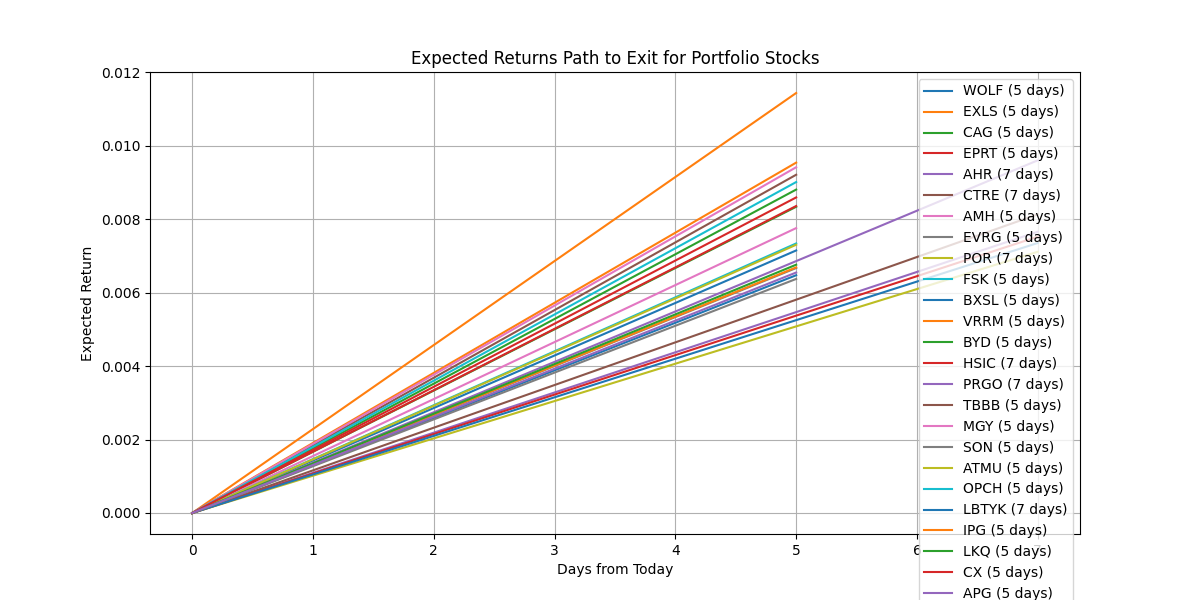 Expected Returns Path to Exit for Portfolio Stocks
0.012
0.010
0.008
0.006
0.004
0.002
0.000
Expected Return
0 1 2 3 4 5 6
Days from Today
WOLF (5 days)
EXLS (5 days)
CAG (5 days)
EPRT (5 days)
AHR (7 days)
CTRE (7 days)
AMH (5 days)
EVRG (5 days)
POR (7 days)
FSK (5 days)
BXSL (5 days)
VRRM (5 days)
BYD (5 days)
HSIC (7 days)
PRGO (7 days)
TBBB (5 days)
MGY (5 days)
SON (5 days)
ATMU (5 days)
OPCH (5 days)
LBTYK (7 days)
IPG (5 days)
LKQ (5 days)
CX (5 days)
APG (5 days)